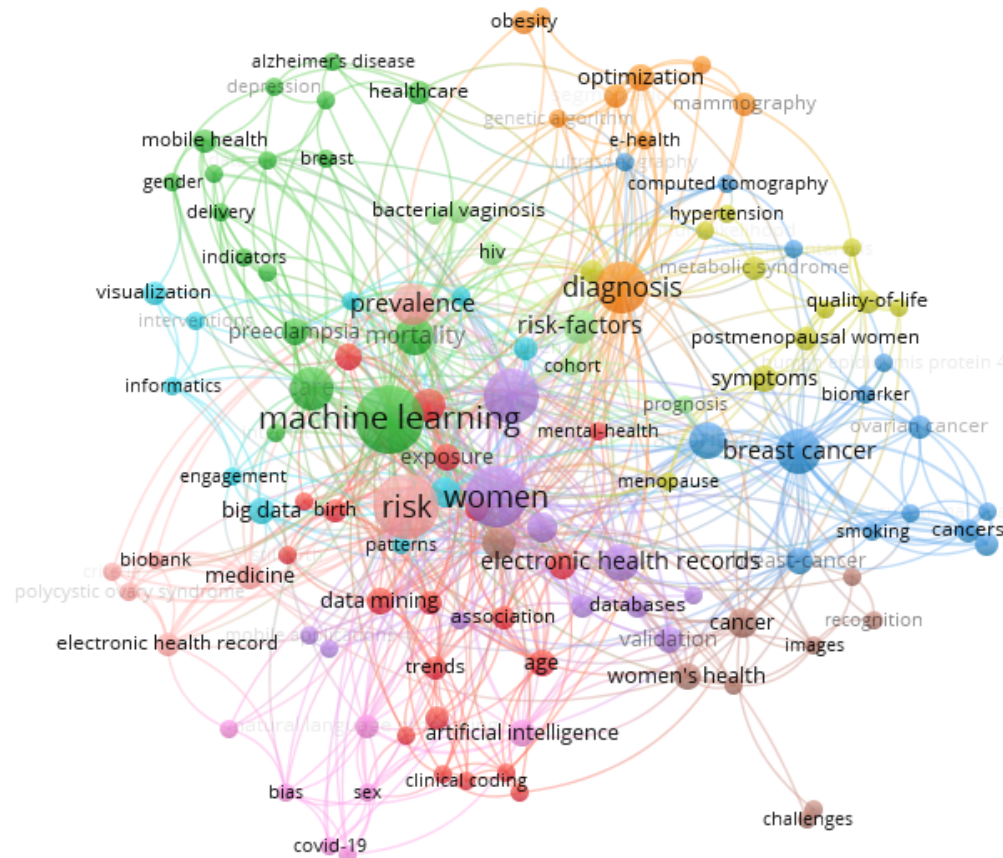 obesity
alzheimer's disease
optimization
depression
healthcare
mammography
genetic algorithm
mobile health
e-health
breast
ultrasonography
gender
computed tomography
delivery
bacterial vaginosis
hypertension
hiv
indicators
metabolic syndrome
visualization
diagnosis
prevalence
quality-of-life
interventions
risk-factors
preeclampsia
mortality
postmenopausal women
cohort
symptoms
informatics
care
biomarker
prognosis
machine learning
ovarian cancer
mental-health
breast cancer
exposure
engagement
menopause
women
risk
big data
birth
smoking
cancers
patterns
biobank
electronic health records
medicine
polycystic ovary syndrome
data mining
databases
association
cancer
recognition
electronic health record
validation
images
trends
age
women's health
natural language
artificial intelligence
clinical coding
bias
sex
challenges
covid-19